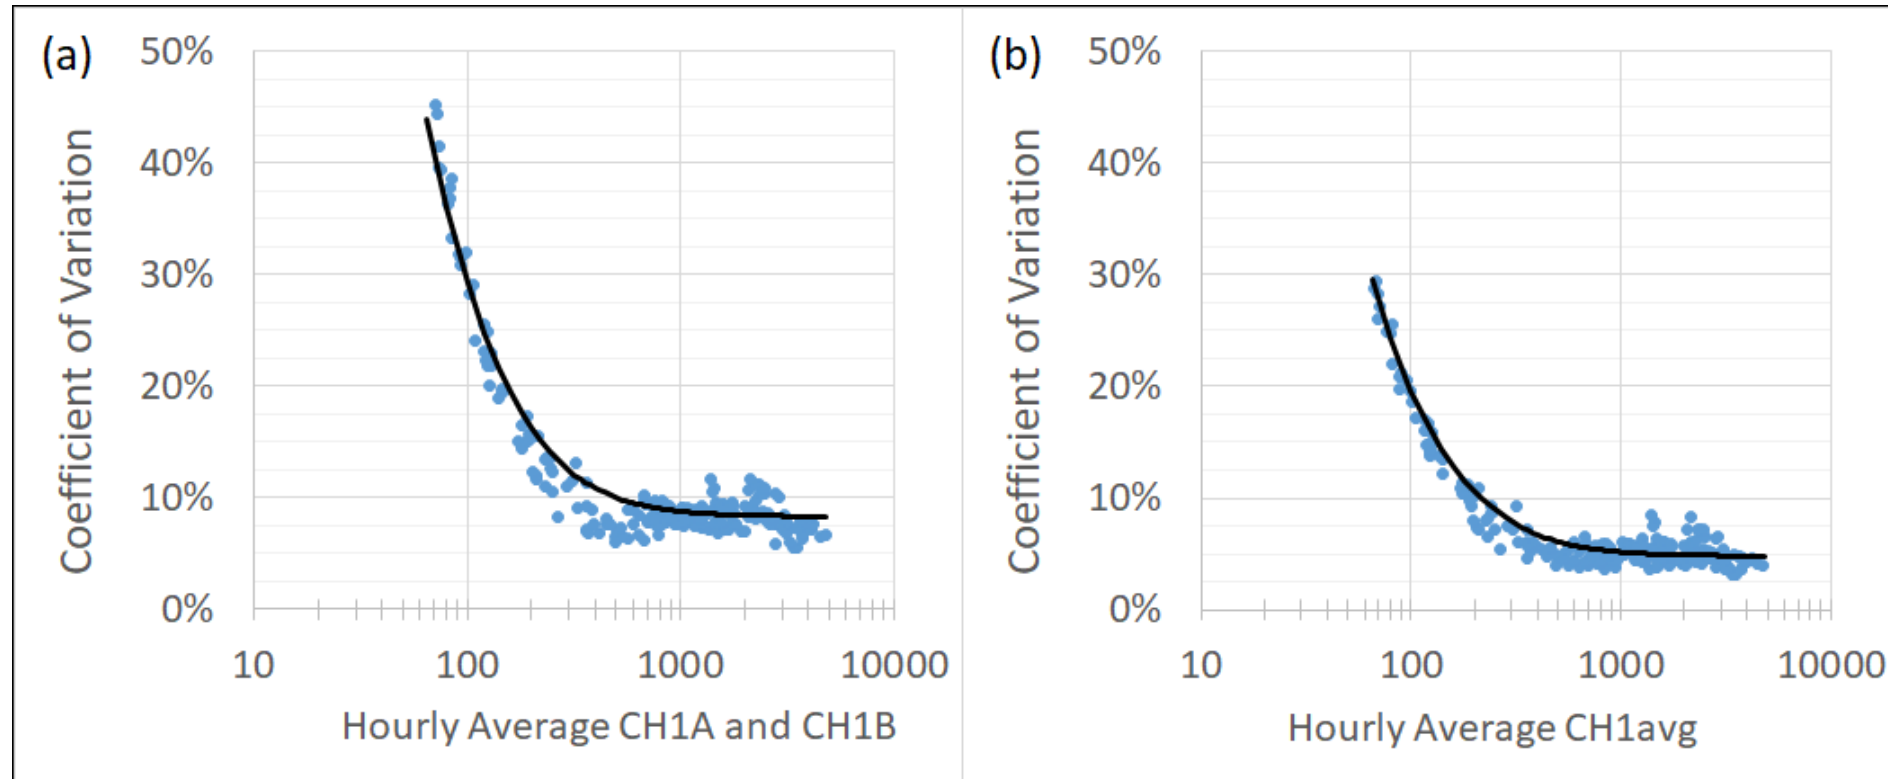 (a)
50%
40%
30%
20%
10%
0%
Coefficient of Variation
10 100 1000 10000
Hourly Average CH1A and CH1B
(b)
50%
40%
30%
20%
10%
0%
Coefficient of Variation
10 100 1000 10000
Hourly Average CH1avg